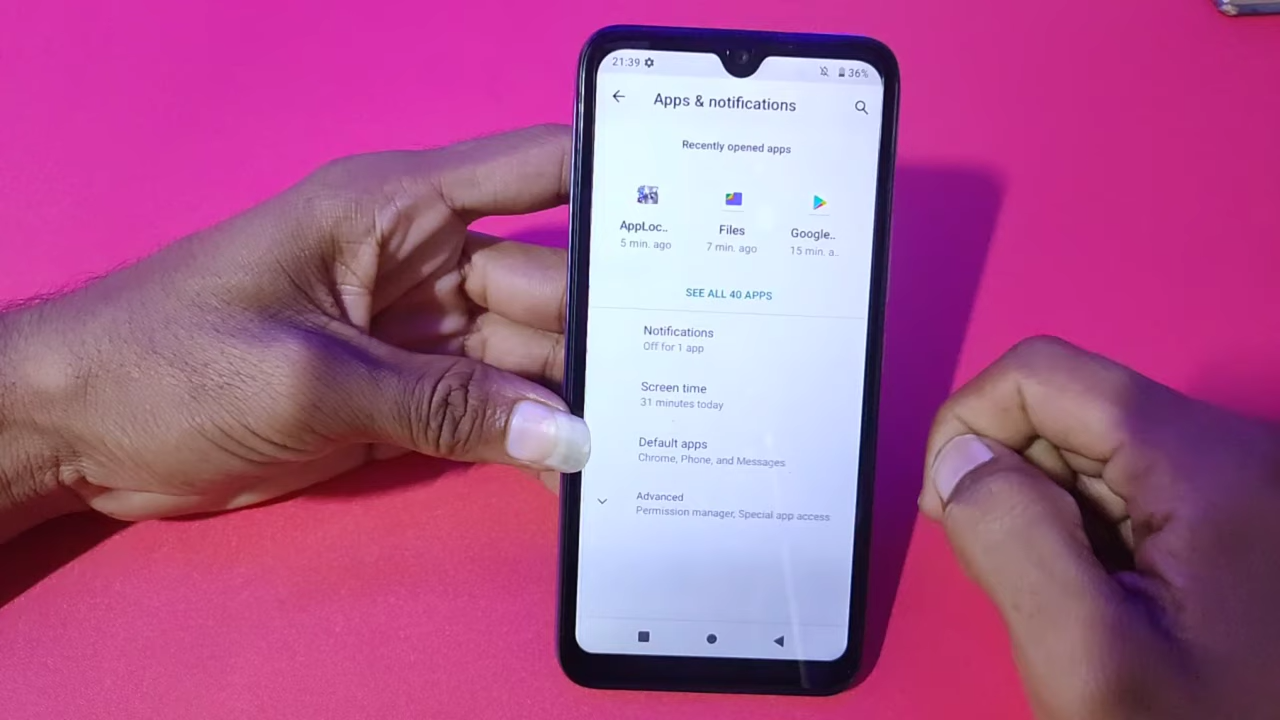 21:39 36%
Apps & notifications
Recently opened apps
AppLoc.. Files Google..
5 min. ago 7 min. ago 15 min. a..
SEE ALL 40 APPS
Notifications
Off for 1 app
Screen time
31 minutes today
Default apps
Chrome, Phone, and Messages
Advanced
Permission manager, Special app access